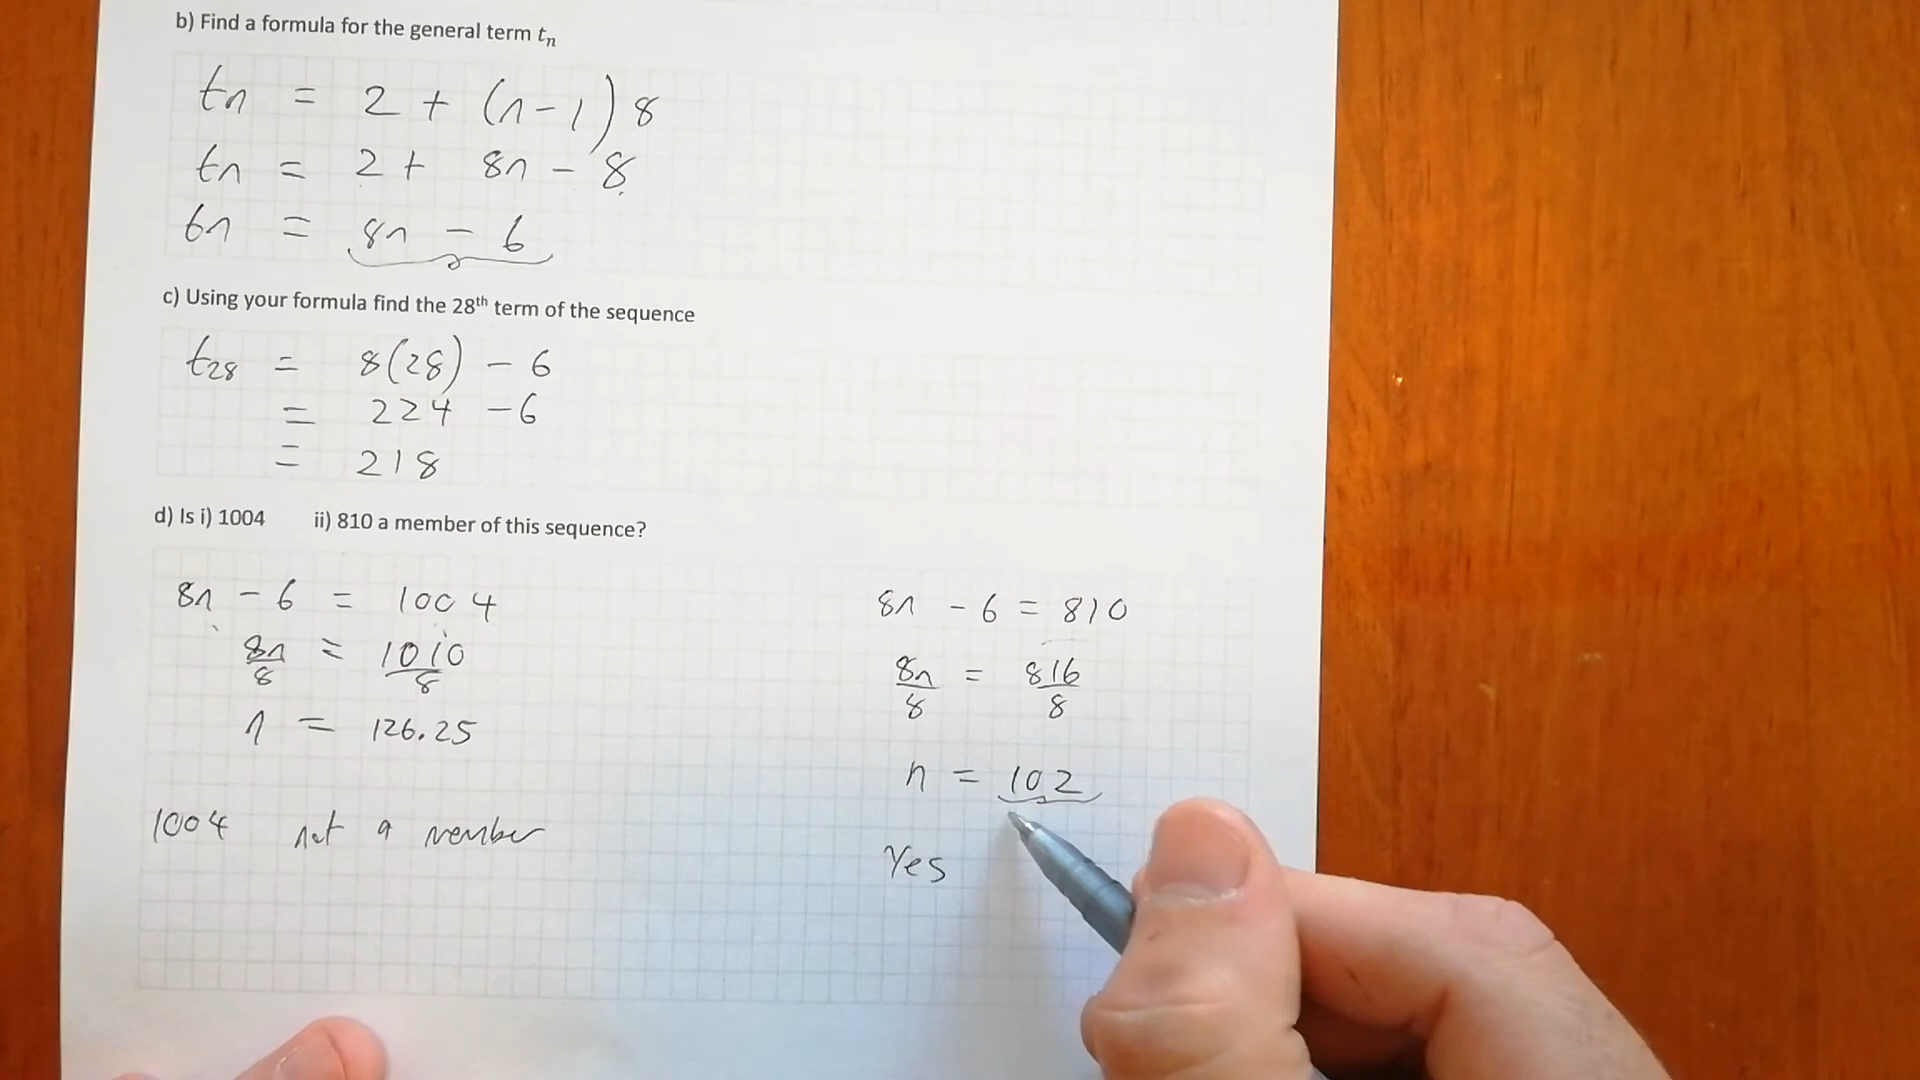 b) Find a formula for the general term tₙ
tn = 2 + (n-1)8
tn = 2 + 8n - 8
tn = 8n - 6
c) Using your formula find the 28th term of the sequence
t28 = 8(28) - 6
= 224 - 6
= 218
d) Is i) 1004 ii) 810 a member of this sequence?
8n - 6 = 1004
8n/8 = 1010/8
n = 126.25
1004 not a member
8n - 6 = 810
8n/8 = 816/8
n = 102
Yes